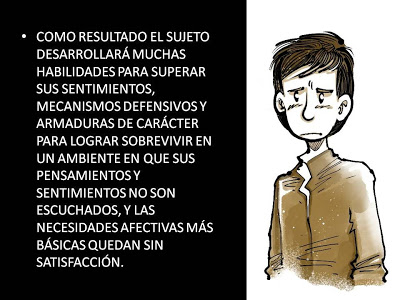 • COMO RESULTADO EL SUJETO
DESARROLLARÁ MUCHAS
HABILIDADES PARA SUPERAR
SUS SENTIMIENTOS,
MECANISMOS DEFENSIVOS Y
ARMADURAS DE CARÁCTER
PARA LOGRAR SOBREVIVIR EN
UN AMBIENTE EN QUE SUS
PENSAMIENTOS Y
SENTIMIENTOS NO SON
ESCUCHADOS, Y LAS
NECESIDADES AFECTIVAS MÁS
BÁSICAS QUEDAN SIN
SATISFACCIÓN.